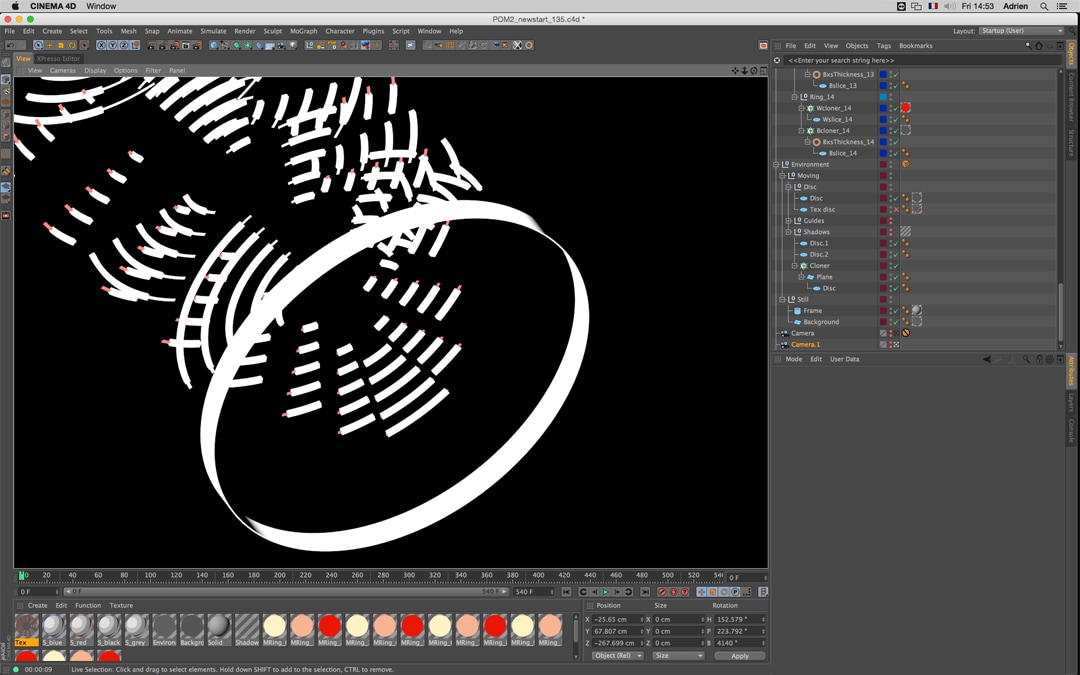 CINEMA 4D Window
Fri 14:53 Adrien
POM2_newstart_135.c4d *
File Edit Create Select Tools Mesh Snap Animate Simulate Render Sculpt MoGraph Character Plugins Script Window Help
Layout: Startup (User)
View XPresso Editor
View Cameras Display Options Filter Panel
File Edit View Objects Tags Bookmarks
<<Enter your search string here>>
BxsThickness_13
Bslice_13
Ring_14
Wcloner_14
Wslice_14
Bcloner_14
BxsThickness_14
Bslice_14
Environment
Moving
Disc
Disc
Tex disc
Guides
Shadows
Disc.1
Disc.2
Cloner
Plane
Disc
Still
Frame
Background
Camera
Camera.1
Mode Edit User Data
Objects
Content Browser
Structure
Attributes
Layers
Console
0 20 40 60 80 100 120 140 160 180 200 220 240 260 280 300 320 340 360 380 400 420 440 460 480 500 520 54
0 F
0 F
0 F
540 F
540 F
Create Edit Function Texture
Tex S_blue S_red S_black S_grey Environ Backgro Solid Shadow MRing_ MRing_ MRing_ MRing_ MRing_ MRing_ MRing_ MRing_ MRing_ MRing_ MRing_
Position Size Rotation
X -25.65 cm X 0 cm H 152.579 °
Y 67.807 cm Y 0 cm P 223.792 °
Z -267.699 cm Z 0 cm B 4140 °
Object (Rel) Size Apply
00:00:09 Live Selection: Click and drag to select elements. Hold down SHIFT to add to the selection, CTRL to remove.